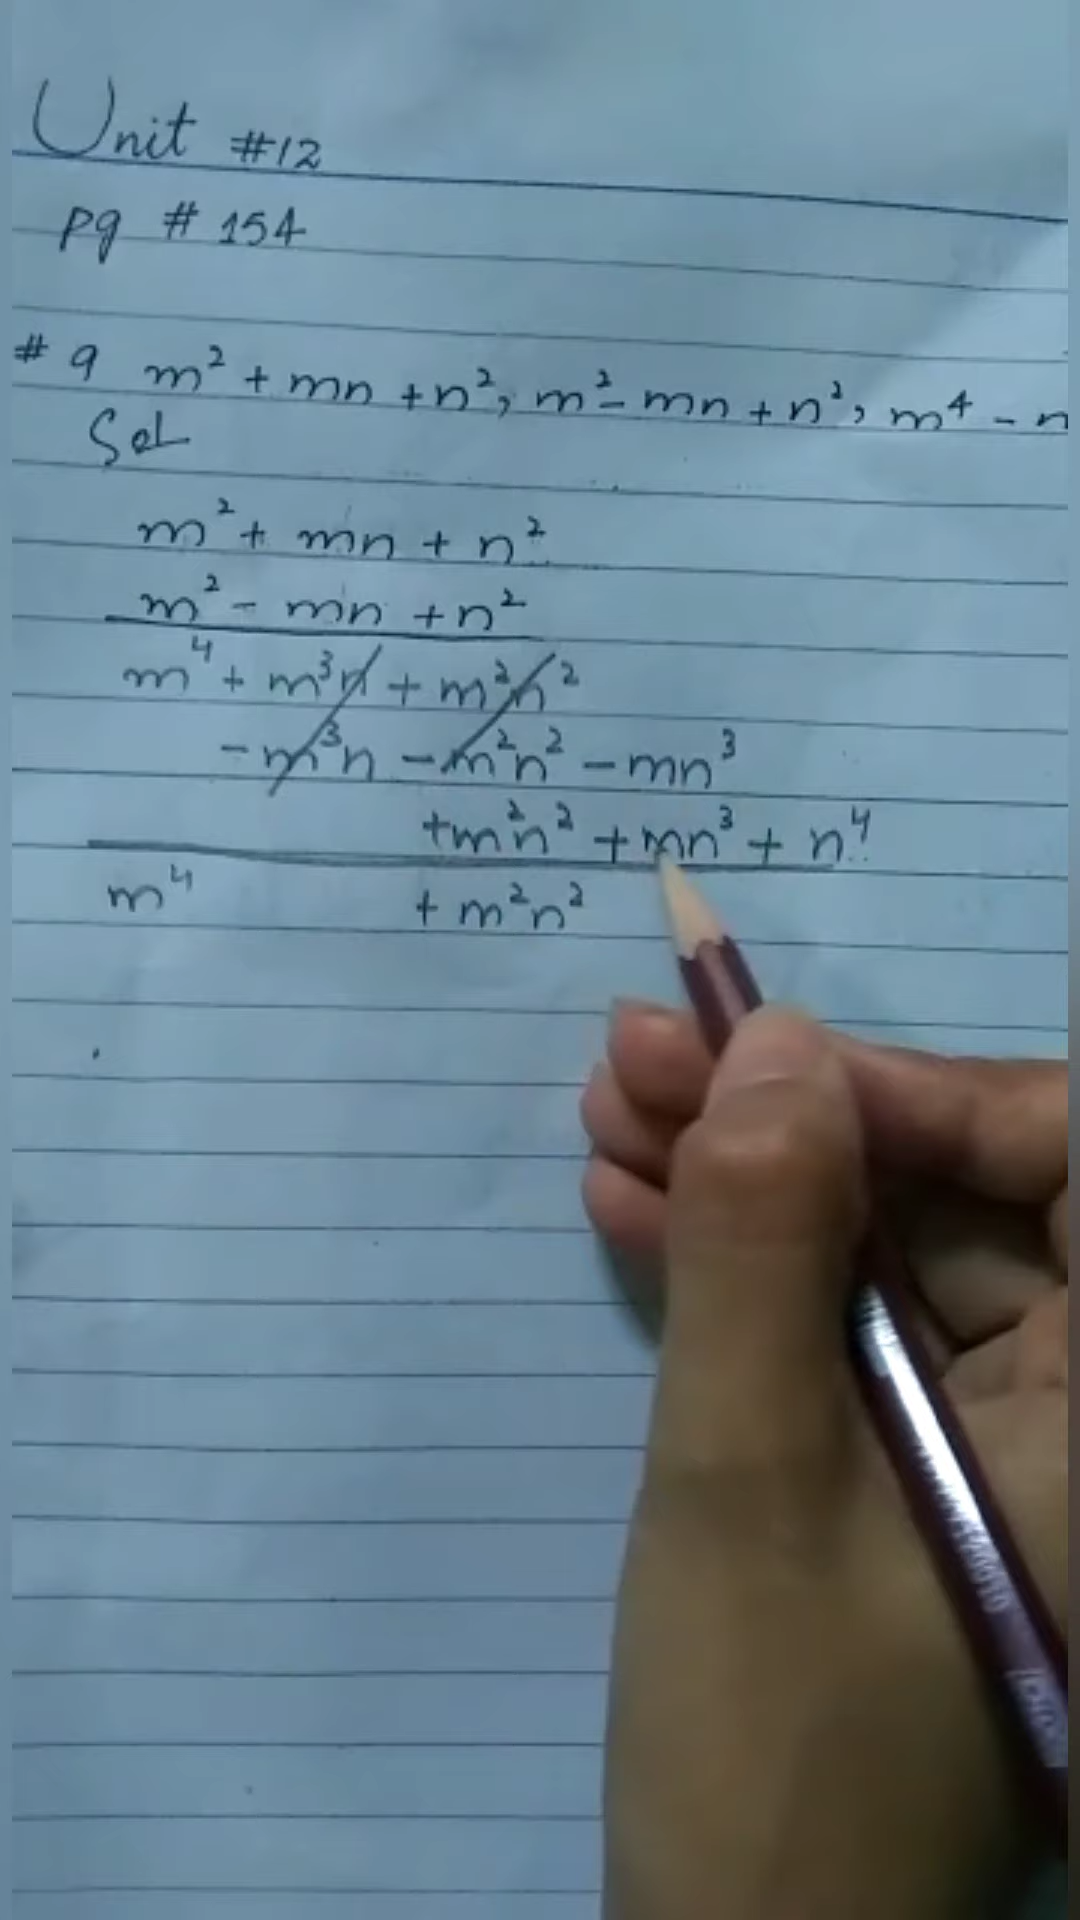 Unit #12
pg # 154
# 9 m² + mn + n², m² - mn + n², m⁴ - n
Sol
m² + mn + n²
m² - mn + n²
m⁴ + m³n + m²n²
- m³n - m²n² - mn³
+ m²n² + mn³ + n⁴
m⁴ + m²n²